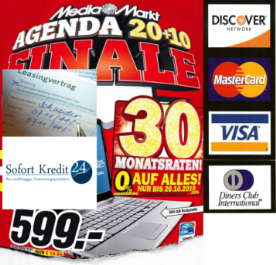 Media Markt
AGENDA 20•10
FINALE
Leasingvertrag
30
MONATSRATEN!
0% AUF ALLES!
NUR BIS 20.10.2010
Sofort Kredit 24
599.-
DISCOVER
NETWORK
MasterCard
VISA
Diners Club
International®